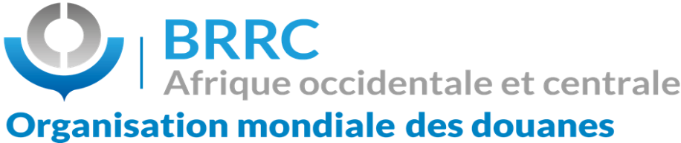 BRRC
Afrique occidentale et centrale
Organisation mondiale des douanes